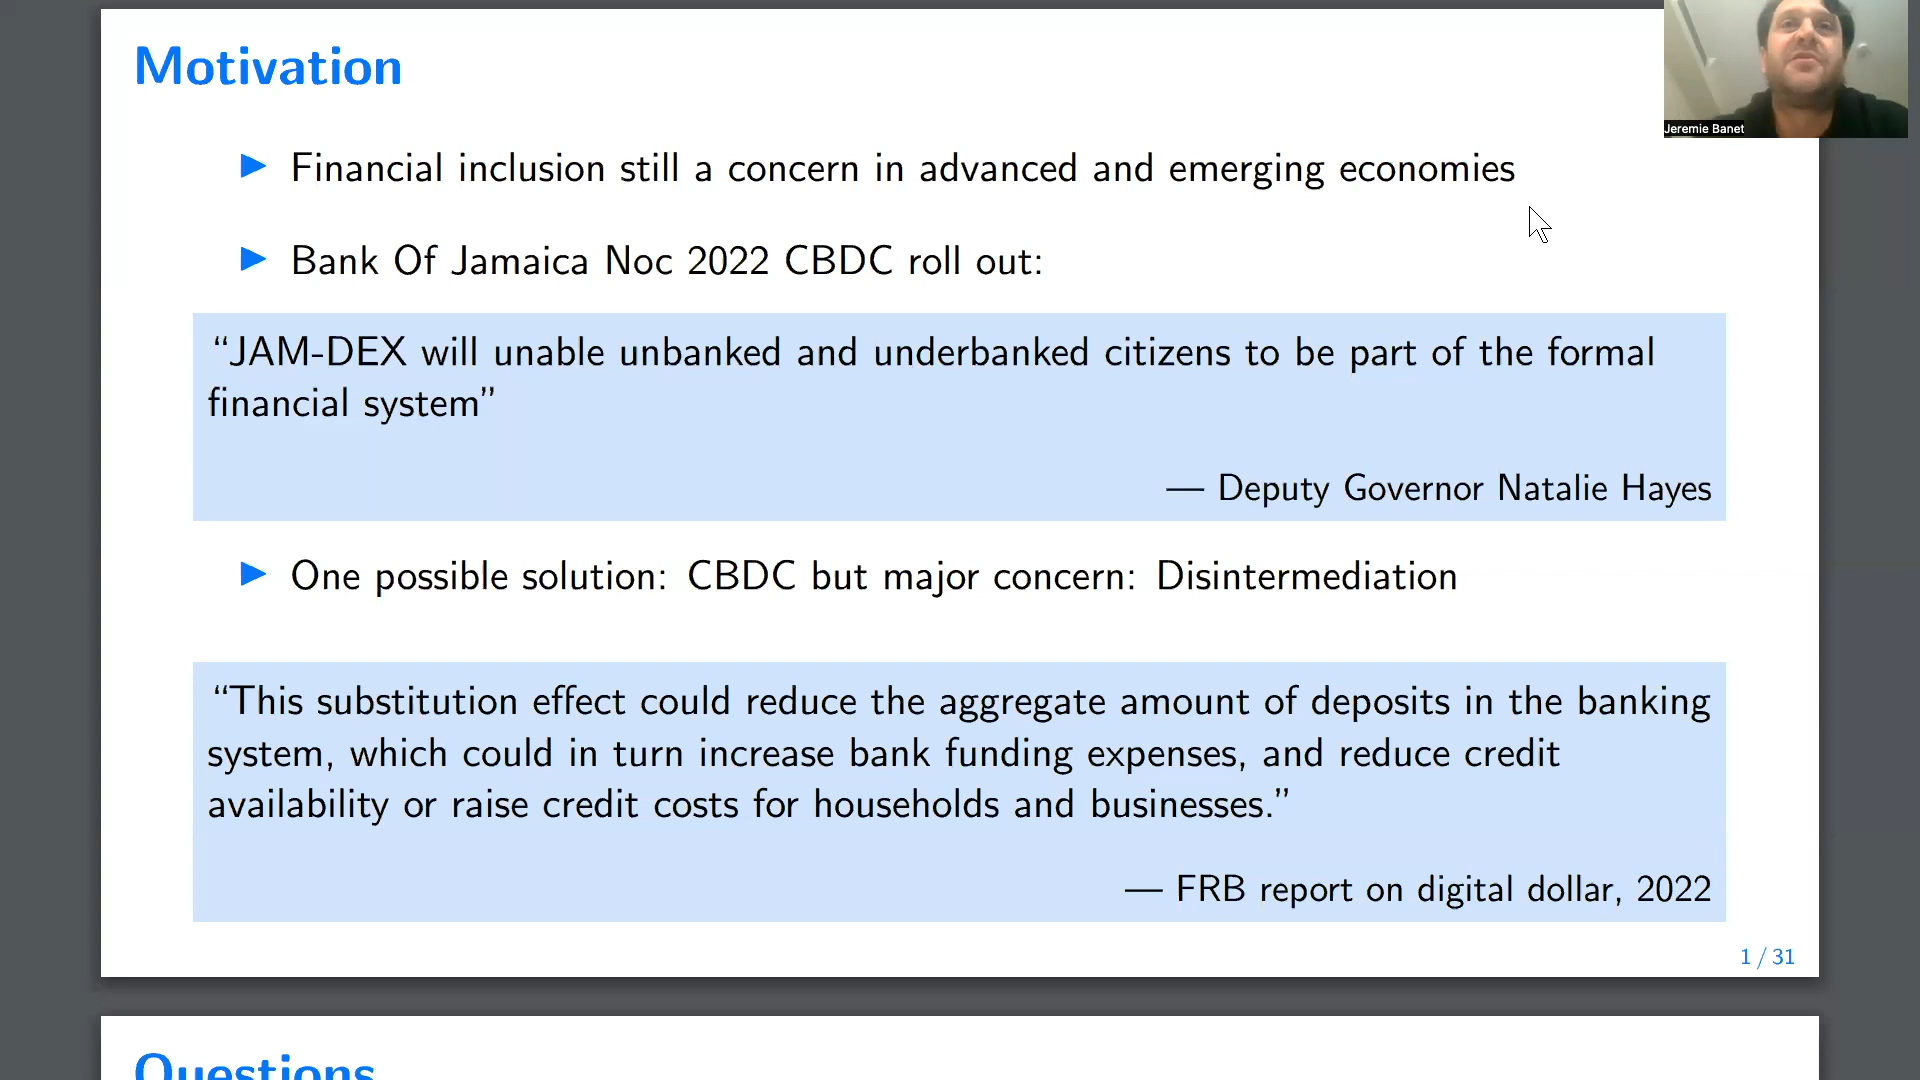 Motivation
Jeremie Banet
▶ Financial inclusion still a concern in advanced and emerging economies
▶ Bank Of Jamaica Noc 2022 CBDC roll out:
“JAM-DEX will unable unbanked and underbanked citizens to be part of the formal
financial system”
— Deputy Governor Natalie Hayes
▶ One possible solution: CBDC but major concern: Disintermediation
“This substitution effect could reduce the aggregate amount of deposits in the banking
system, which could in turn increase bank funding expenses, and reduce credit
availability or raise credit costs for households and businesses.”
— FRB report on digital dollar, 2022
1 / 31
Questions